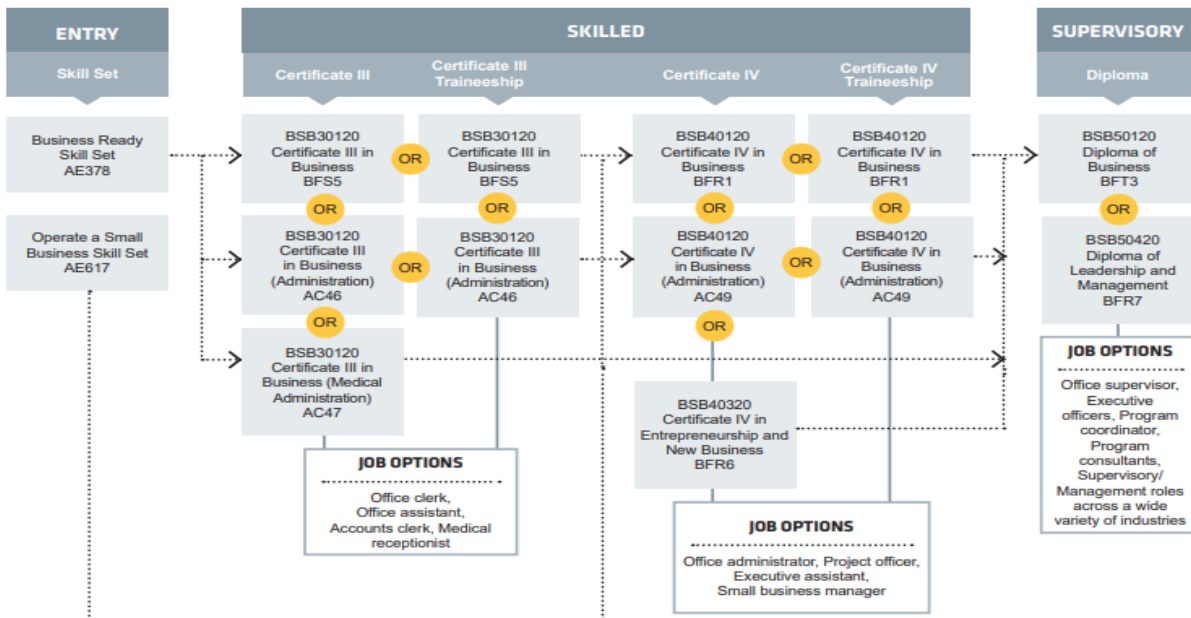 ENTRY
Skill Set
Business Ready
Skill Set
AE378
Operate a Small
Business Skill Set
AE617
SKILLED
Certificate III
Certificate III
Traineeship
Certificate IV
Certificate IV
Traineeship
BSB30120
Certificate III in
Business
BFS5
OR
BSB30120
Certificate III in
Business
BFS5
OR
OR
BSB30120
Certificate III
in Business
(Administration)
AC46
OR
BSB30120
Certificate III
in Business
(Administration)
AC46
OR
BSB30120
Certificate III in
Business (Medical
Administration)
AC47
JOB OPTIONS
Office clerk,
Office assistant,
Accounts clerk, Medical
receptionist
BSB40120
Certificate IV in
Business
BFR1
OR
BSB40120
Certificate IV in
Business
BFR1
OR
OR
BSB40120
Certificate IV
in Business
(Administration)
AC49
OR
BSB40120
Certificate IV
in Business
(Administration)
AC49
OR
BSB40320
Certificate IV in
Entrepreneurship and
New Business
BFR6
JOB OPTIONS
Office administrator, Project officer,
Executive assistant,
Small business manager
SUPERVISORY
Diploma
BSB50120
Diploma of
Business
BFT3
OR
BSB50420
Diploma of
Leadership and
Management
BFR7
JOB OPTIONS
Office supervisor,
Executive
officers, Program
coordinator,
Program
consultants,
Supervisory/
Management roles
across a wide
variety of industries